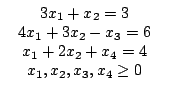 3x₁ + x₂ = 3
4x₁ + 3x₂ − x₃ = 6
x₁ + 2x₂ + x₄ = 4
x₁, x₂, x₃, x₄ ≥ 0